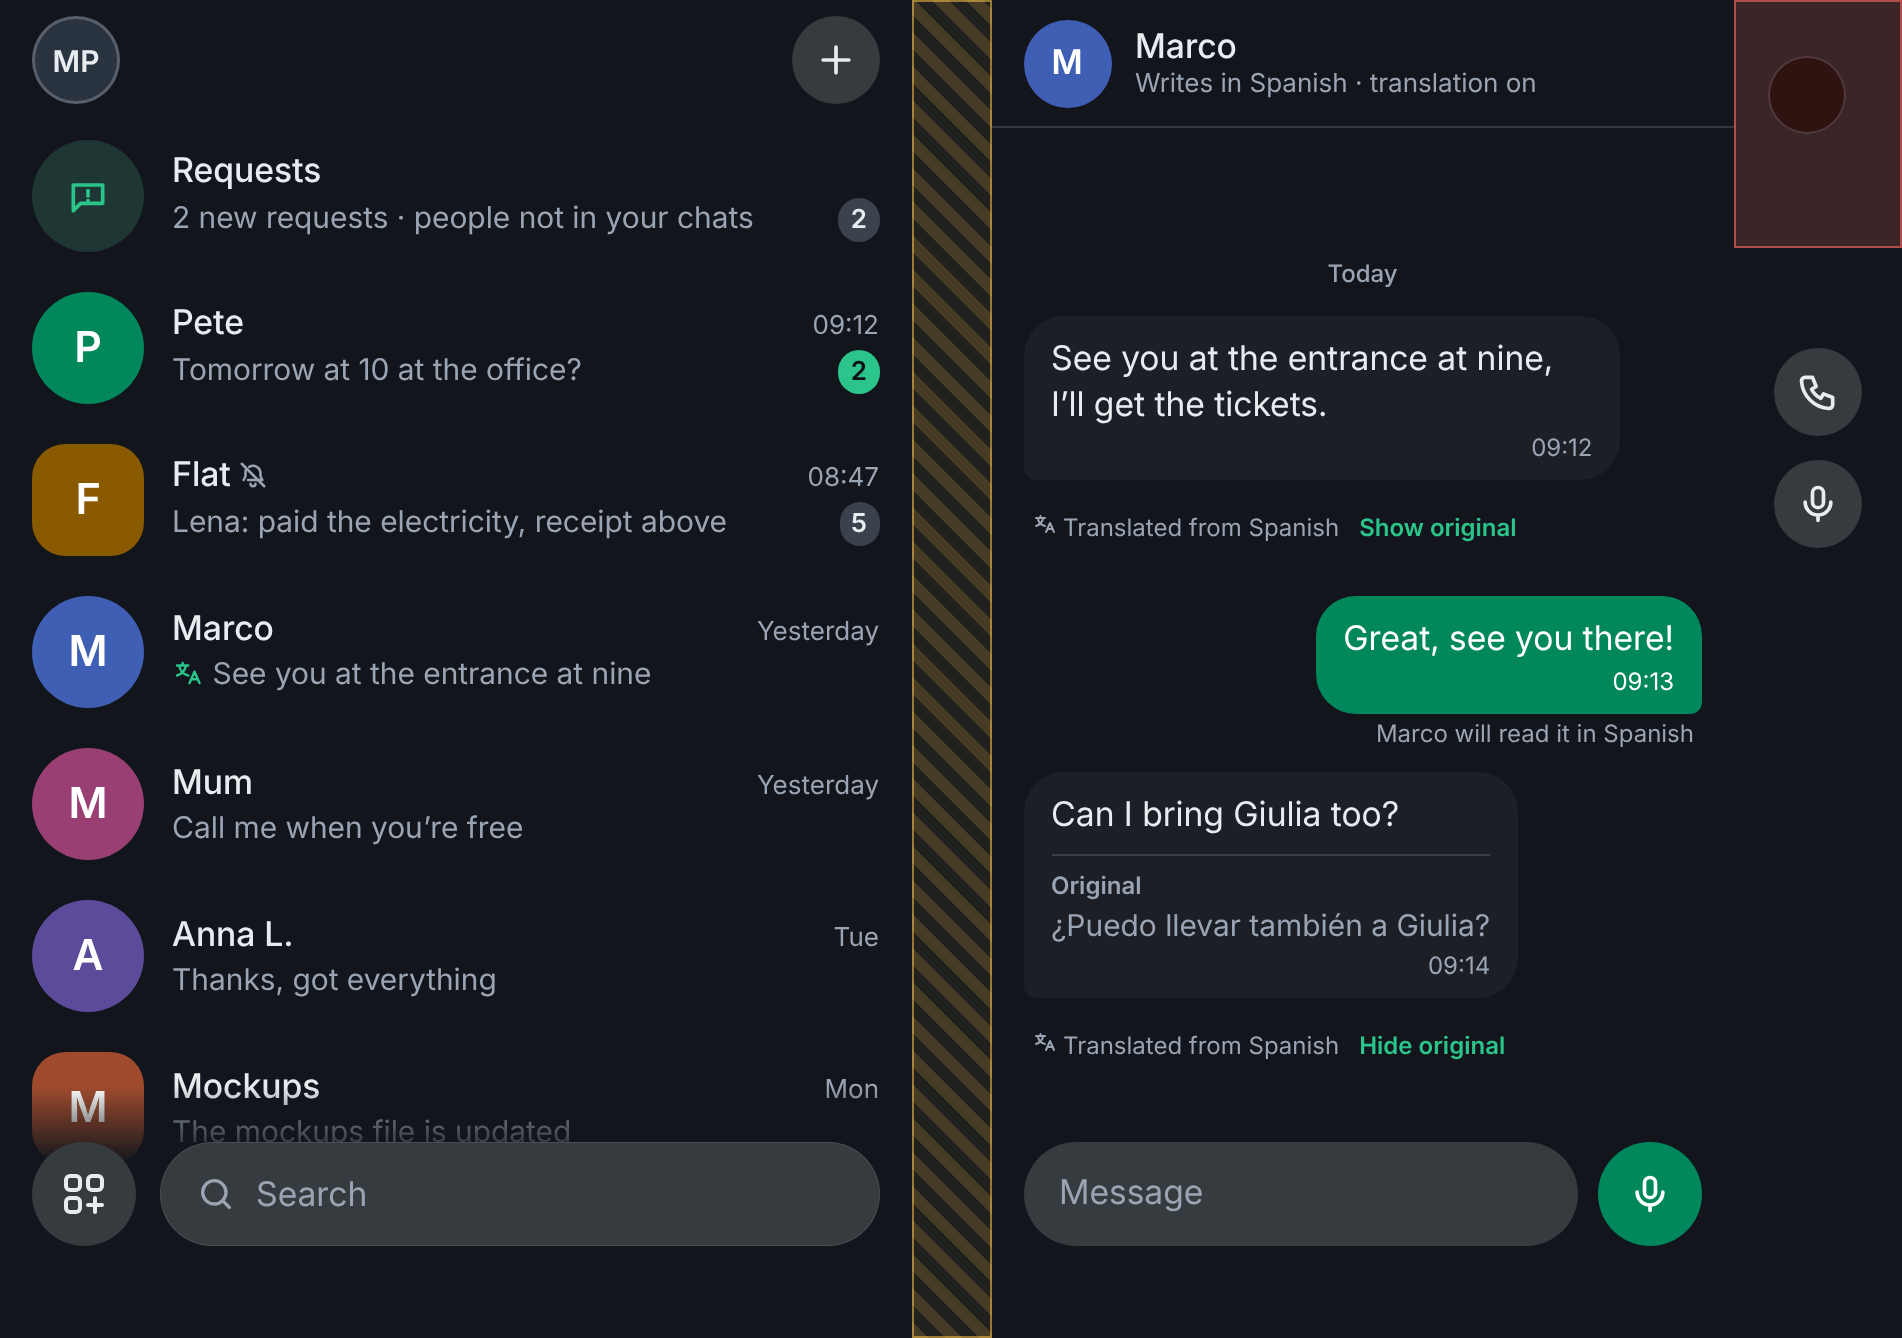 MP
Requests
2 new requests · people not in your chats
2
P
Pete
09:12
Tomorrow at 10 at the office?
2
F
Flat
08:47
Lena: paid the electricity, receipt above
5
M
Marco
Yesterday
See you at the entrance at nine
M
Mum
Yesterday
Call me when you’re free
A
Anna L.
Tue
Thanks, got everything
M
Mockups
Mon
The mockups file is updated
Search
M
Marco
Writes in Spanish · translation on
Today
See you at the entrance at nine,
I’ll get the tickets.
09:12
Translated from Spanish Show original
Great, see you there!
09:13
Marco will read it in Spanish
Can I bring Giulia too?
Original
¿Puedo llevar también a Giulia?
09:14
Translated from Spanish Hide original
Message